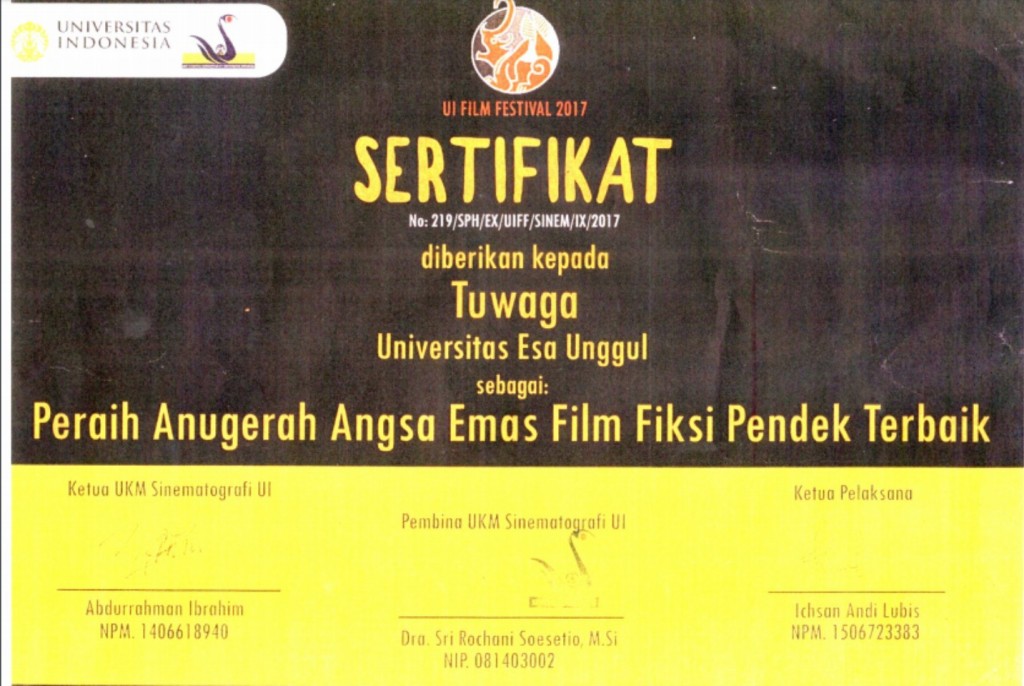 UNIVERSITAS
INDONESIA
UI FILM FESTIVAL 2017
SERTIFIKAT
No: 219/SPH/EX/UIFF/SINEM/IX/2017
diberikan kepada
Tuwaga
Universitas Esa Unggul
sebagai:
Peraih Anugerah Angsa Emas Film Fiksi Pendek Terbaik
Ketua UKM Sinematografi UI
Pembina UKM Sinematografi UI
Ketua Pelaksana
Abdurrahman Ibrahim
NPM. 1406618940
Dra. Sri Rochani Soesetio, M.Si
NIP. 081403002
Ichsan Andi Lubis
NPM. 1506723383